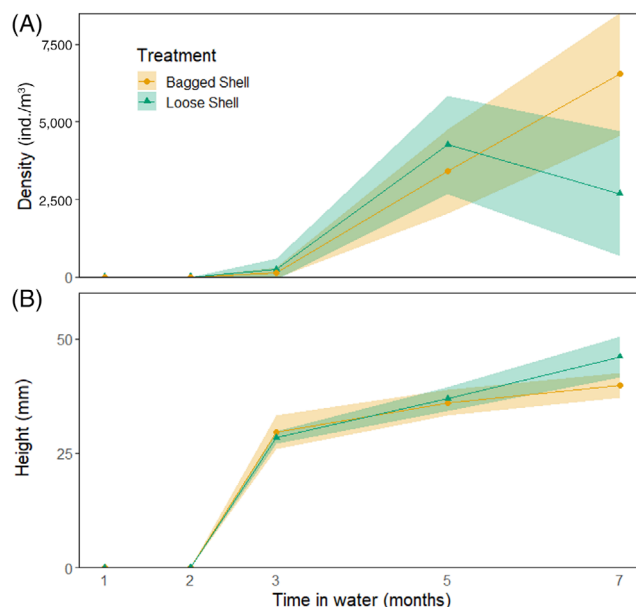 (A)
Treatment
Bagged Shell
Loose Shell
Density (ind./m³)
7,500
5,000
2,500
0
(B)
Height (mm)
50
25
0
1 2 3 5 7
Time in water (months)